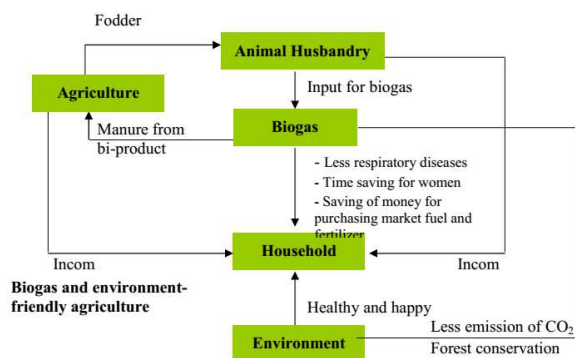 Fodder
Animal Husbandry
Agriculture
Input for biogas
Manure from
bi-product
Biogas
- Less respiratory diseases
- Time saving for women
- Saving of money for
purchasing market fuel and
fertilizer
Household
Incom
Incom
Biogas and environment-
friendly agriculture
Healthy and happy
Less emission of CO2
Environment
Forest conservation